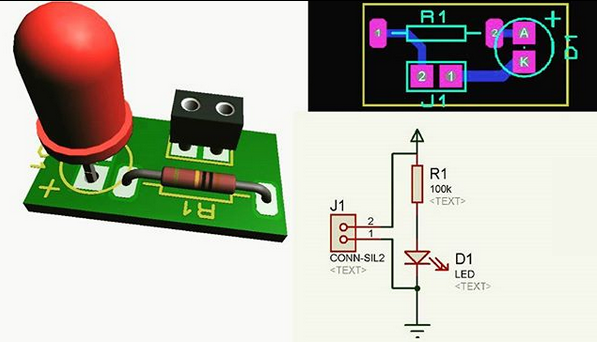 R1
+
R1
1
2
A
+
K
D1
2
1
J1
R1
100k
<TEXT>
J1
2
1
CONN-SIL2
<TEXT>
D1
LED
<TEXT>